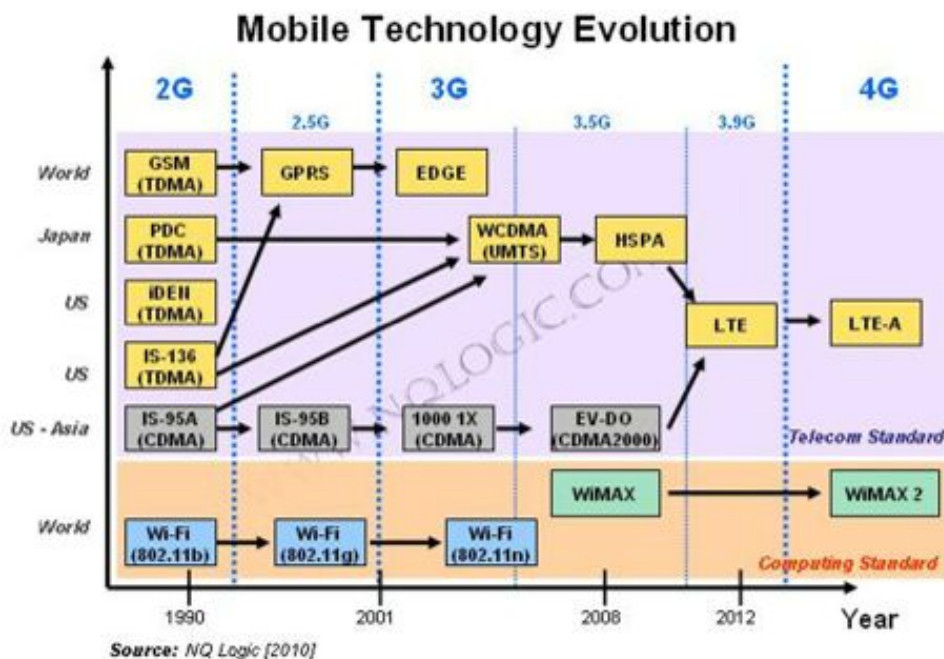 Mobile Technology Evolution
2G
3G
4G
2.5G
3.5G
3.9G
World
GSM
(TDMA)
GPRS
EDGE
Japan
PDC
(TDMA)
WCDMA
(UMTS)
HSPA
US
iDEN
(TDMA)
LTE
LTE-A
US
IS-136
(TDMA)
US - Asia
IS-95A
(CDMA)
IS-95B
(CDMA)
1000 1X
(CDMA)
EV-DO
(CDMA2000)
Telecom Standard
WiMAX
WiMAX 2
World
Wi-Fi
(802.11b)
Wi-Fi
(802.11g)
Wi-Fi
(802.11n)
Computing Standard
1990
2001
2008
2012
Year
Source: NQ Logic [2010]
WWW.NQLOGIC.COM